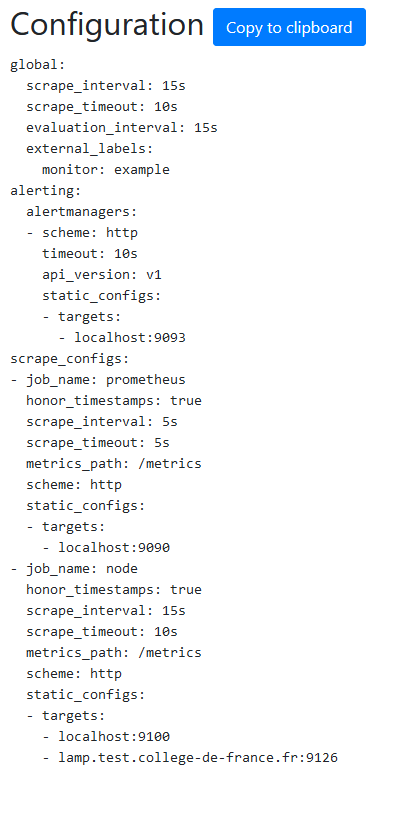 Configuration Copy to clipboard
global:
  scrape_interval: 15s
  scrape_timeout: 10s
  evaluation_interval: 15s
  external_labels:
    monitor: example
alerting:
  alertmanagers:
  - scheme: http
    timeout: 10s
    api_version: v1
    static_configs:
    - targets:
      - localhost:9093
scrape_configs:
- job_name: prometheus
  honor_timestamps: true
  scrape_interval: 5s
  scrape_timeout: 5s
  metrics_path: /metrics
  scheme: http
  static_configs:
  - targets:
    - localhost:9090
- job_name: node
  honor_timestamps: true
  scrape_interval: 15s
  scrape_timeout: 10s
  metrics_path: /metrics
  scheme: http
  static_configs:
  - targets:
    - localhost:9100
    - lamp.test.college-de-france.fr:9126